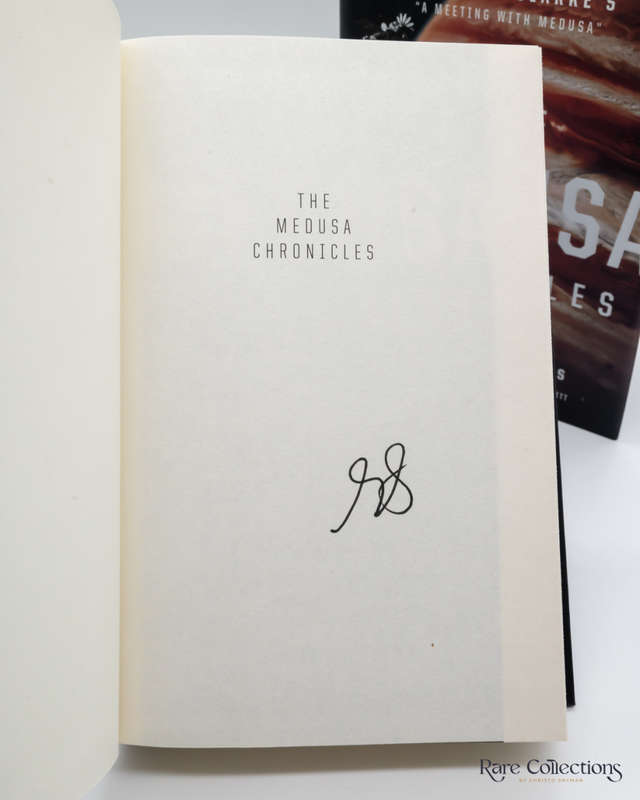 "A MEETING WITH MEDUSA"
THE
MEDUSA
CHRONICLES
SA
LES
S
Rare Collections